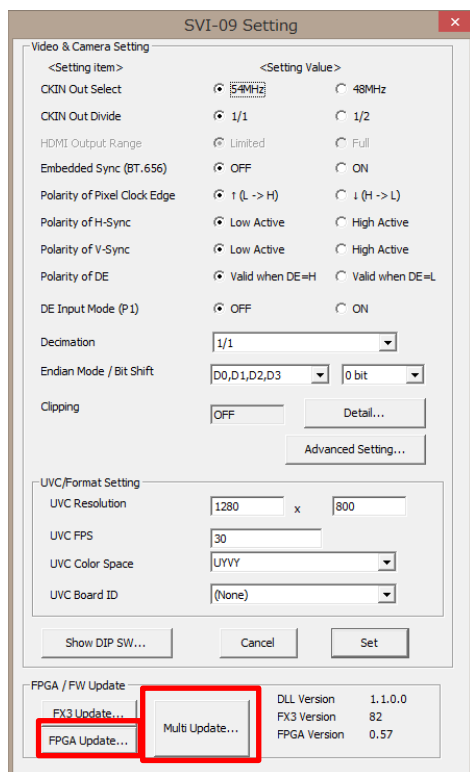 SVI-09 Setting
x
Video & Camera Setting
<Setting item> <Setting Value>
CKIN Out Select 54MHz 48MHz
CKIN Out Divide 1/1 1/2
HDMI Output Range Limited Full
Embedded Sync (BT.656) OFF ON
Polarity of Pixel Clock Edge ↑ (L -> H) ↓ (H -> L)
Polarity of H-Sync Low Active High Active
Polarity of V-Sync Low Active High Active
Polarity of DE Valid when DE=H Valid when DE=L
DE Input Mode (P1) OFF ON
Decimation 1/1
Endian Mode / Bit Shift D0,D1,D2,D3 0 bit
Clipping OFF Detail...
Advanced Setting...
UVC/Format Setting
UVC Resolution 1280 x 800
UVC FPS 30
UVC Color Space UYVY
UVC Board ID (None)
Show DIP SW... Cancel Set
FPGA / FW Update
FX3 Update...
FPGA Update...
Multi Update...
DLL Version 1.1.0.0
FX3 Version 82
FPGA Version 0.57